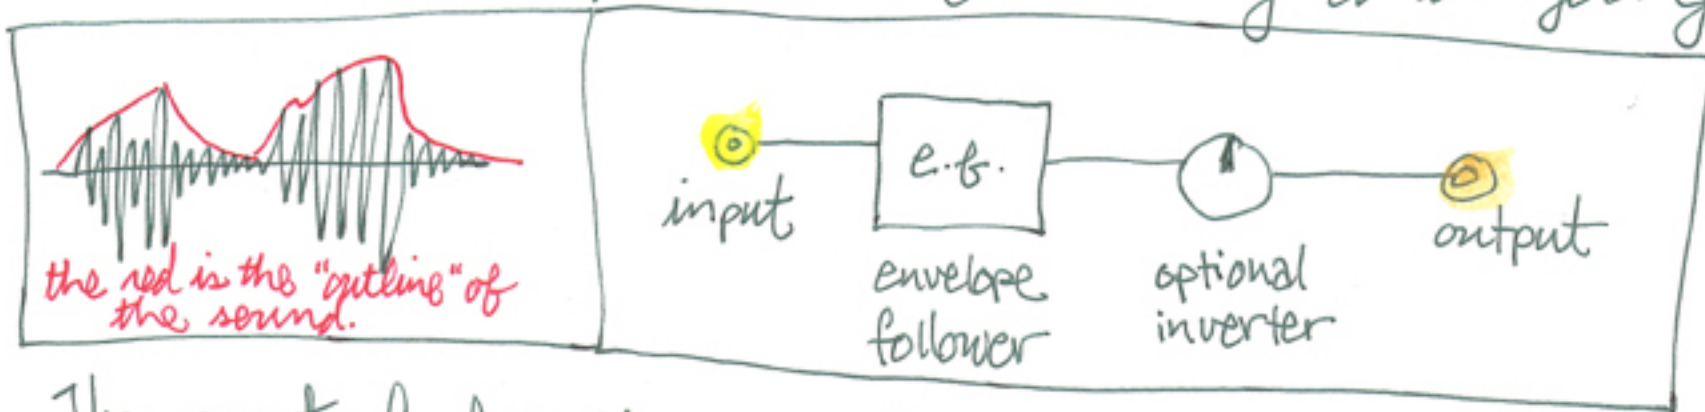 the red is the "outline" of
the sound.
input
e.f.
envelope
follower
optional
inverter
output